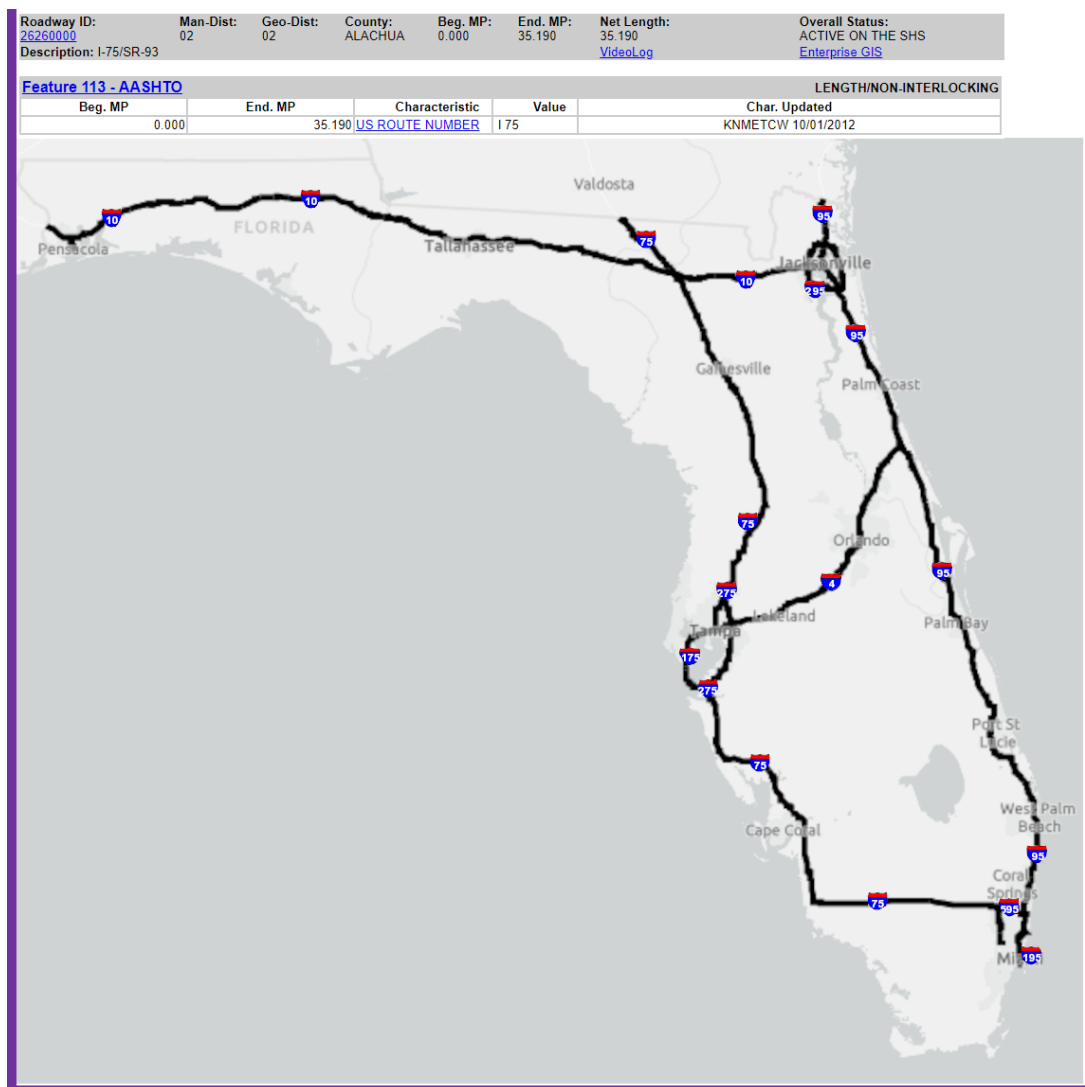 Roadway ID: Man-Dist: Geo-Dist: County: Beg. MP: End. MP: Net Length: Overall Status:
26260000 02 02 ALACHUA 0.000 35.190 35.190 ACTIVE ON THE SHS
Description: I-75/SR-93 VideoLog Enterprise GIS
Feature 113 - AASHTO LENGTH/NON-INTERLOCKING
Beg. MP End. MP Characteristic Value Char. Updated
0.000 35.190 US ROUTE NUMBER I 75 KNMETCW 10/01/2012
Valdosta
10
10
95
FLORIDA
Pensacola
Tallahassee
75
Jacksonville
10
295
95
Gainesville
Palm Coast
75
Orlando
95
4
275
Lakeland
Palm Bay
Tampa
175
275
Port St
Lucie
75
West Palm
Beach
Cape Coral
95
Coral
Springs
75
595
Miami
195